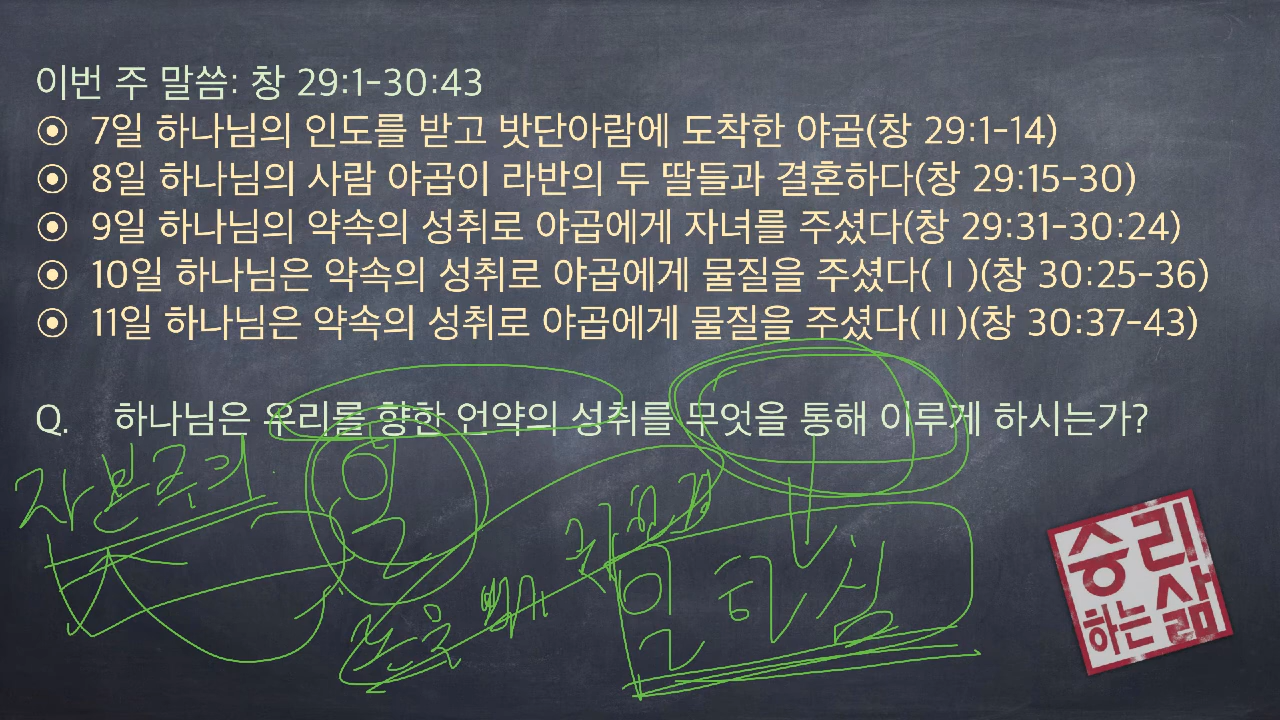 이번 주 말씀: 창 29:1-30:43
⦿ 7일 하나님의 인도를 받고 밧단아람에 도착한 야곱(창 29:1-14)
⦿ 8일 하나님의 사람 야곱이 라반의 두 딸들과 결혼하다(창 29:15-30)
⦿ 9일 하나님의 약속의 성취로 야곱에게 자녀를 주셨다(창 29:31-30:24)
⦿ 10일 하나님은 약속의 성취로 야곱에게 물질을 주셨다(Ⅰ)(창 30:25-36)
⦿ 11일 하나님은 약속의 성취로 야곱에게 물질을 주셨다(Ⅱ)(창 30:37-43)
Q. 하나님은 우리를 향한 언약의 성취를 무엇을 통해 이루게 하시는가?
자본주의
일
일하심
승리
하는 삶